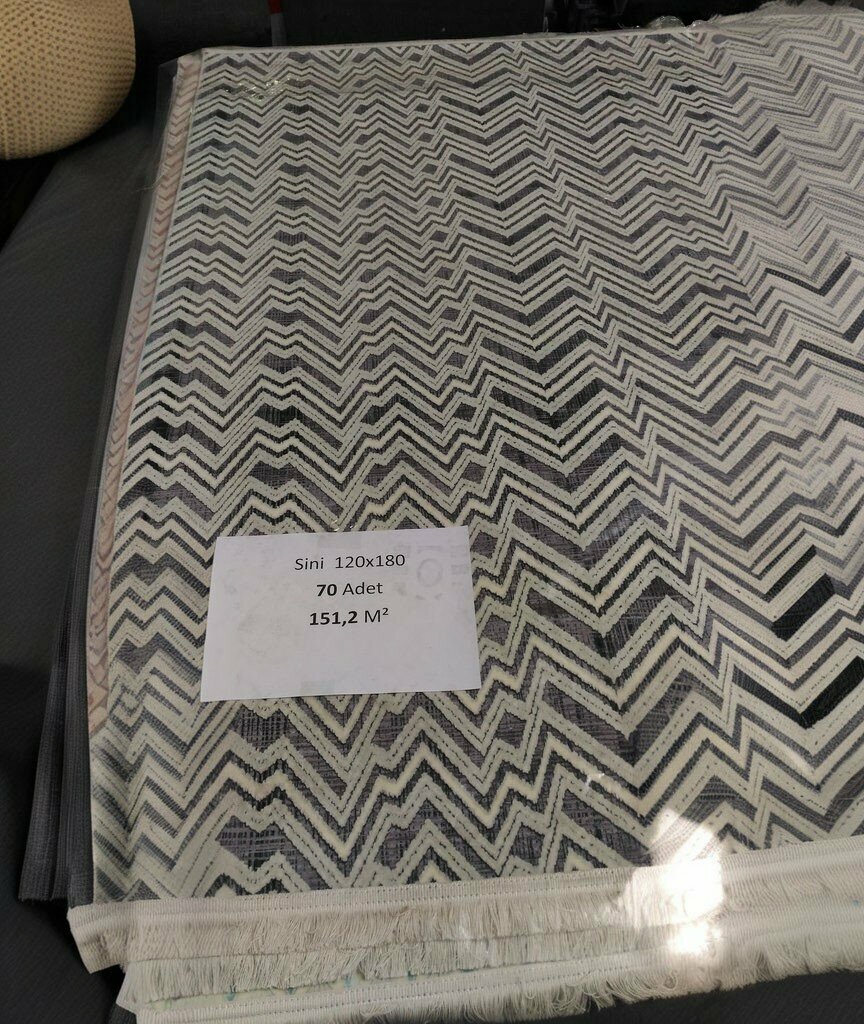 Sini 120x180
70 Adet
151,2 M²